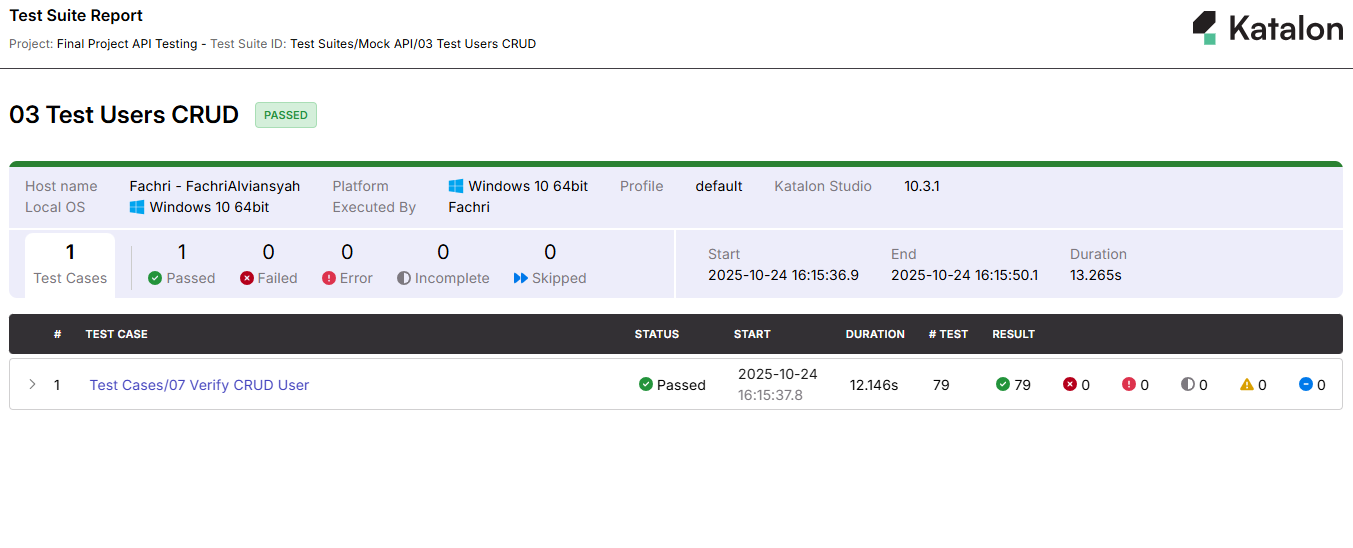 Test Suite Report
Project: Final Project API Testing - Test Suite ID: Test Suites/Mock API/03 Test Users CRUD
Katalon
03 Test Users CRUD PASSED
Host name Fachri - FachriAlviansyah Platform Windows 10 64bit Profile default Katalon Studio 10.3.1
Local OS Windows 10 64bit Executed By Fachri
1 1 0 0 0 0
Test Cases Passed Failed Error Incomplete Skipped
Start End Duration
2025-10-24 16:15:36.9 2025-10-24 16:15:50.1 13.265s
# TEST CASE STATUS START DURATION # TEST RESULT
1 Test Cases/07 Verify CRUD User Passed 2025-10-24 12.146s 79 79 0 0 0 0 0
16:15:37.8